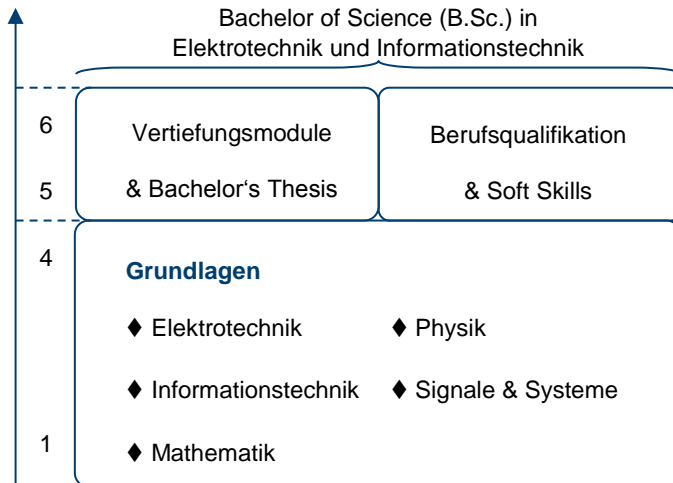 Bachelor of Science (B.Sc.) in
Elektrotechnik und Informationstechnik
6
Vertiefungsmodule
Berufsqualifikation
5
& Bachelor‘s Thesis
& Soft Skills
4
Grundlagen
♦ Elektrotechnik
♦ Physik
♦ Informationstechnik
♦ Signale & Systeme
1
♦ Mathematik